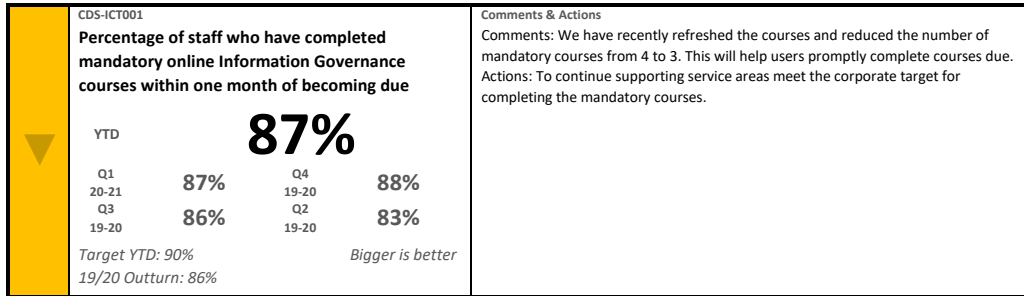 CDS-ICT001
Percentage of staff who have completed
mandatory online Information Governance
courses within one month of becoming due
YTD 87%
Q1 20-21 87% Q4 19-20 88%
Q3 19-20 86% Q2 19-20 83%
Target YTD: 90% Bigger is better
19/20 Outturn: 86%
Comments & Actions
Comments: We have recently refreshed the courses and reduced the number of
mandatory courses from 4 to 3. This will help users promptly complete courses due.
Actions: To continue supporting service areas meet the corporate target for
completing the mandatory courses.